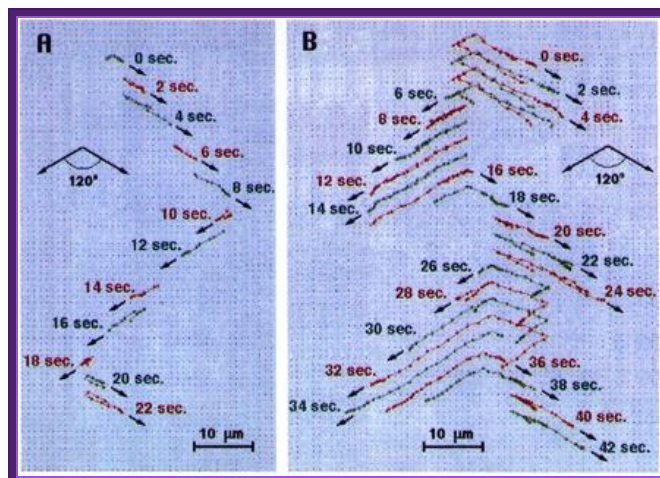 A
0 sec.
2 sec.
4 sec.
6 sec.
120°
8 sec.
10 sec.
12 sec.
14 sec.
16 sec.
18 sec.
20 sec.
22 sec.
10 μm
B
0 sec.
2 sec.
6 sec.
4 sec.
8 sec.
10 sec.
120°
12 sec.
16 sec.
14 sec.
18 sec.
20 sec.
22 sec.
26 sec.
24 sec.
28 sec.
30 sec.
32 sec.
36 sec.
38 sec.
34 sec.
40 sec.
42 sec.
10 μm